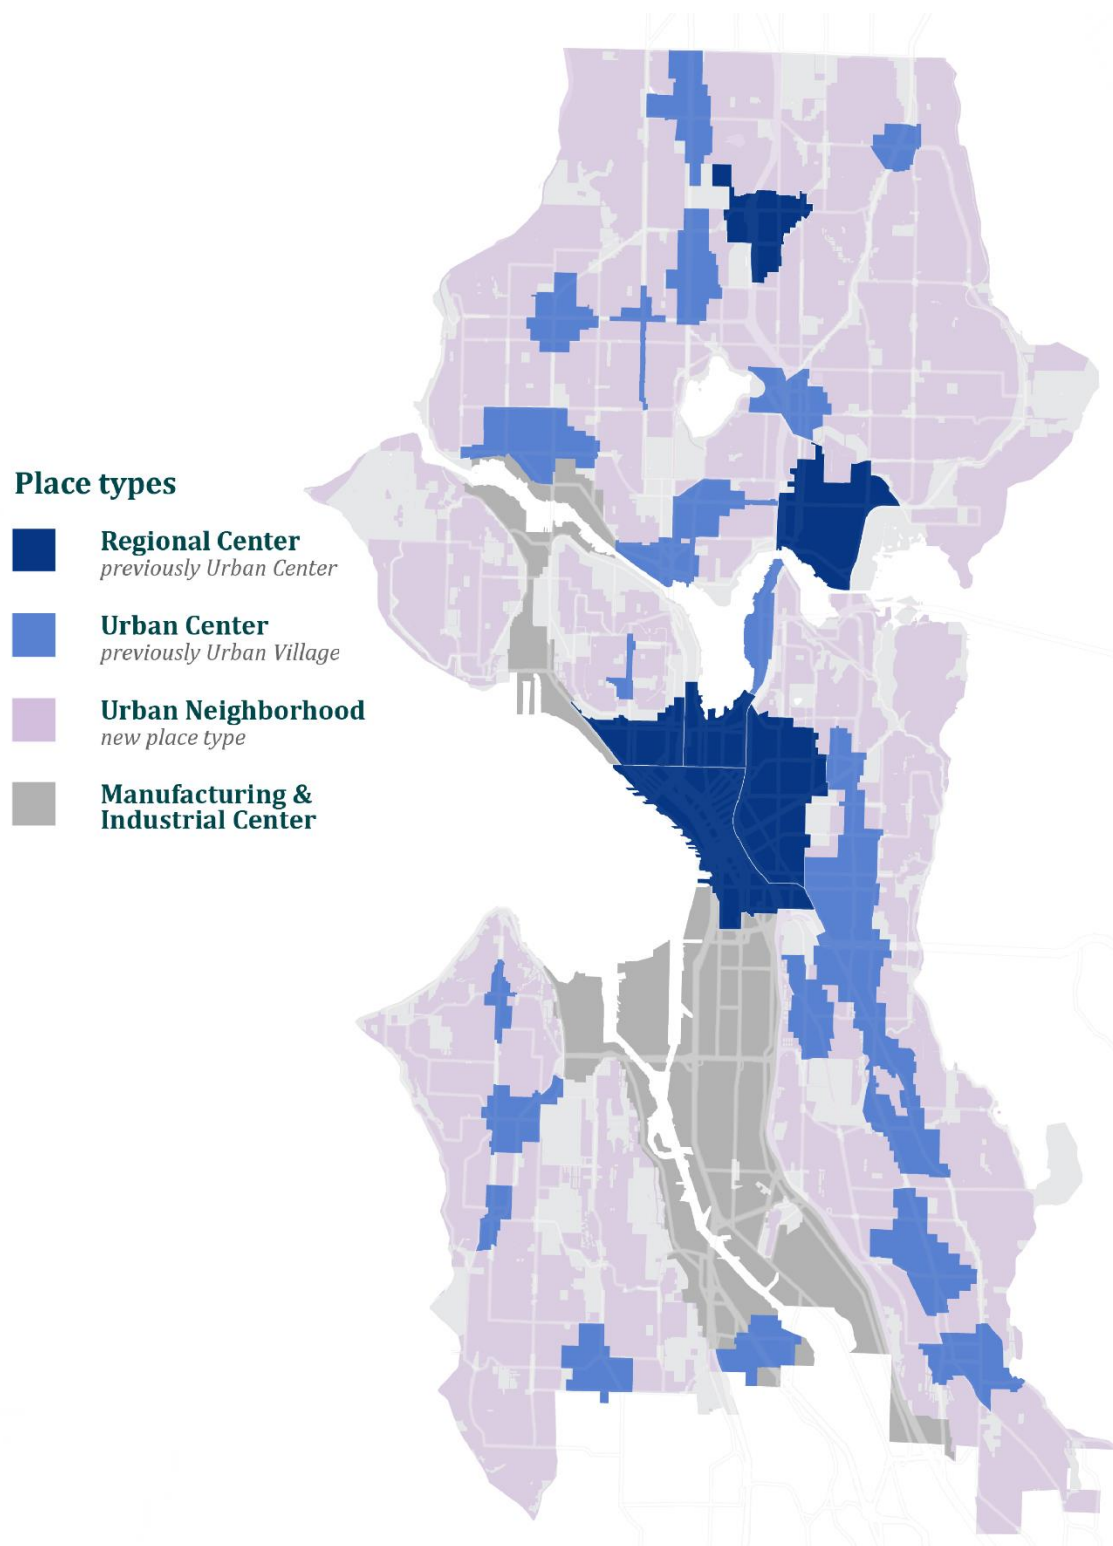 Place types
Regional Center
previously Urban Center
Urban Center
previously Urban Village
Urban Neighborhood
new place type
Manufacturing &
Industrial Center